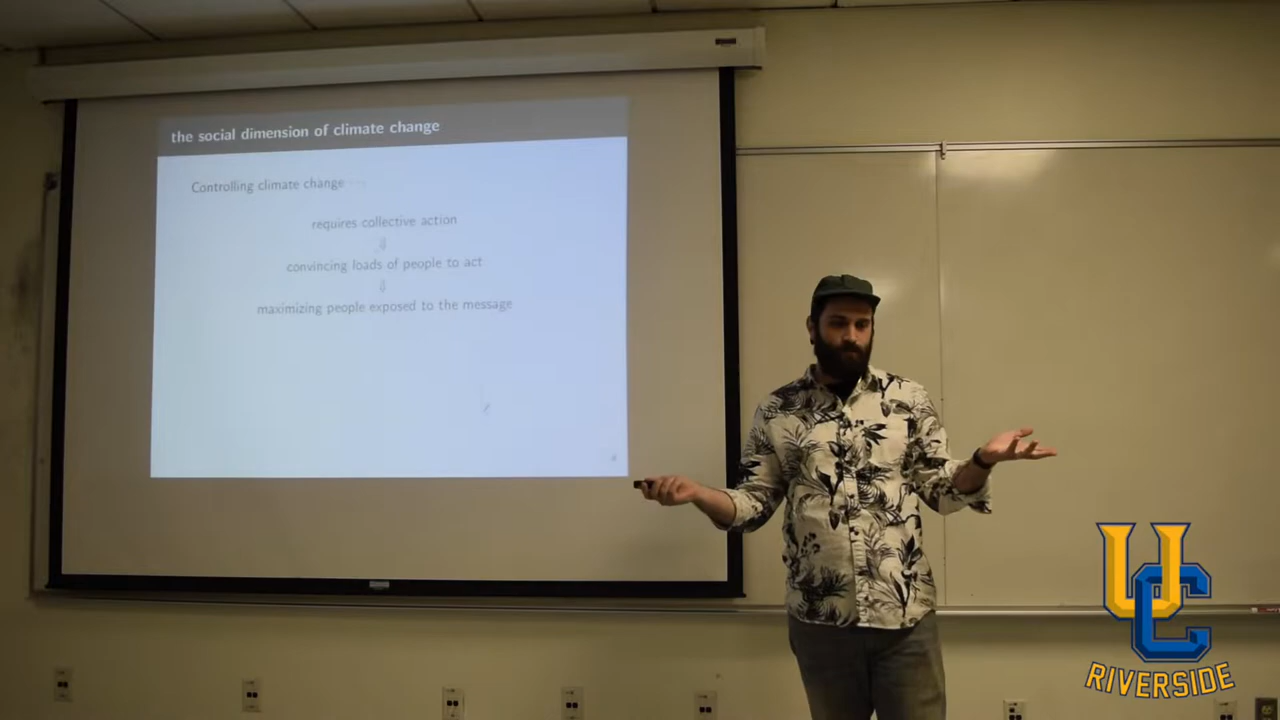 the social dimension of climate change
Controlling climate change
requires collective action
⇓
convincing loads of people to act
⇓
maximizing people exposed to the message
UC
RIVERSIDE